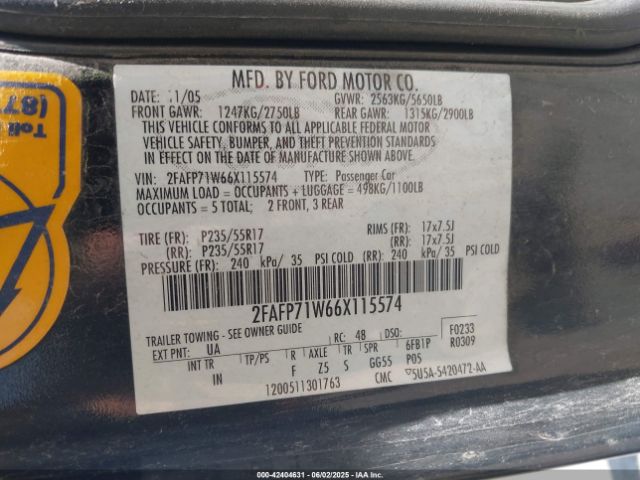 MFD. BY FORD MOTOR CO.
DATE: 1/05 GVWR: 2563KG/5650LB
FRONT GAWR: 1247KG/2750LB REAR GAWR: 1315KG/2900LB
THIS VEHICLE CONFORMS TO ALL APPLICABLE FEDERAL MOTOR
VEHICLE SAFETY, BUMPER, AND THEFT PREVENTION STANDARDS
IN EFFECT ON THE DATE OF MANUFACTURE SHOWN ABOVE.
VIN: 2FAFP71W66X115574 TYPE: Passenger Car
MAXIMUM LOAD = OCCUPANTS + LUGGAGE = 498KG/1100LB
OCCUPANTS = 5 TOTAL; 2 FRONT, 3 REAR
TIRE (FR): P235/55R17 RIMS (FR): 17x7.5J
(RR): P235/55R17 (RR): 17x7.5J
PRESSURE (FR): 240 kPa/ 35 PSI COLD (RR): 240 kPa/ 35 PSI COLD
2FAFP71W66X115574
TRAILER TOWING - SEE OWNER GUIDE
EXT PNT: UA RC: 48 DSO: F0233
6FB1P R0309
INT TR TP/PS R AXLE TR SPR
IN F Z5 S GG55 P05
1200511301763 CMC 5U5A-5420472-AA
Toll
(87
0 - 42404631 - 06/02/2025 - IAA, Inc.